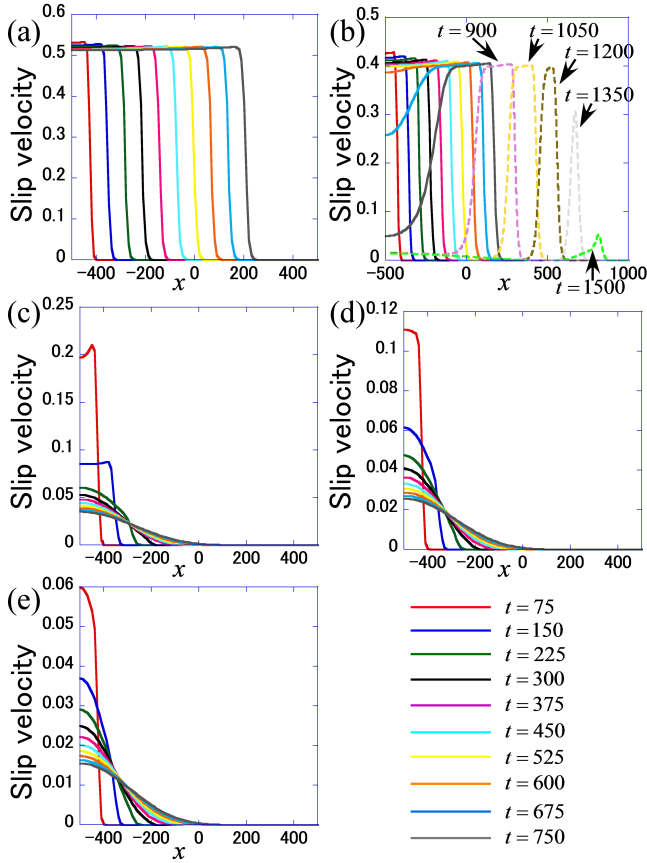 (a)
Slip velocity
0.6
0.5
0.4
0.3
0.2
0.1
0
-400 -200 0 200 400
x
(b)
Slip velocity
0.5
0.4
0.3
0.2
0.1
0
-500 0 500 1000
x
t = 900
t = 1050
t = 1200
t = 1350
t = 1500
(c)
Slip velocity
0.25
0.2
0.15
0.1
0.05
0
-400 -200 0 200 400
x
(d)
Slip velocity
0.12
0.1
0.08
0.06
0.04
0.02
0
-400 -200 0 200 400
x
(e)
Slip velocity
0.06
0.05
0.04
0.03
0.02
0.01
0
-400 -200 0 200 400
x
t = 75
t = 150
t = 225
t = 300
t = 375
t = 450
t = 525
t = 600
t = 675
t = 750